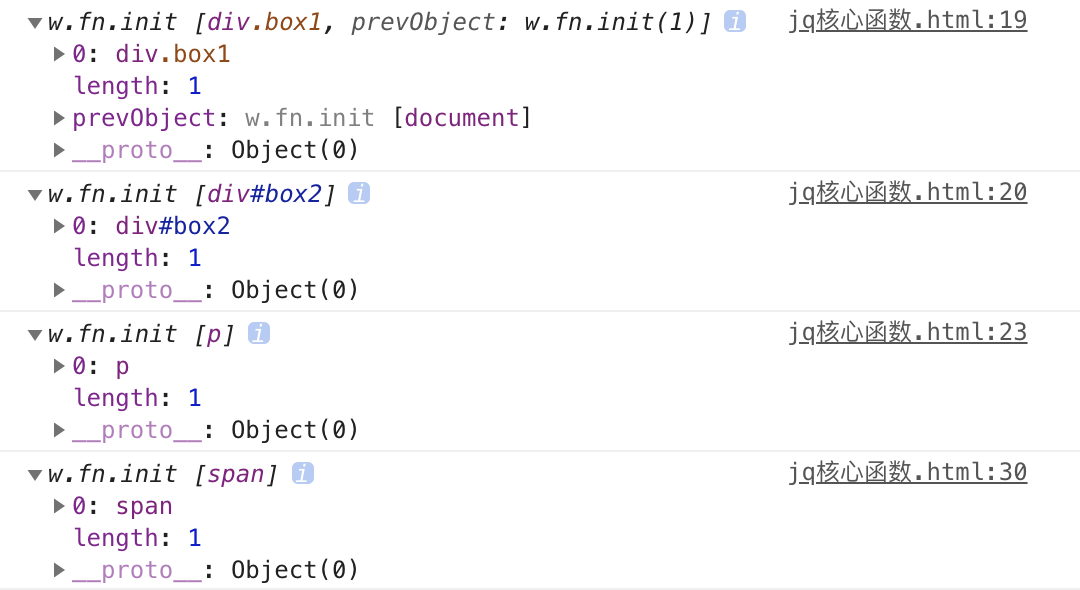 ▼w.fn.init [div.box1, prevObject: w.fn.init(1)] i jq核心函数.html:19
▶0: div.box1
length: 1
▶prevObject: w.fn.init [document]
▶__proto__: Object(0)
▼w.fn.init [div#box2] i jq核心函数.html:20
▶0: div#box2
length: 1
▶__proto__: Object(0)
▼w.fn.init [p] i jq核心函数.html:23
▶0: p
length: 1
▶__proto__: Object(0)
▼w.fn.init [span] i jq核心函数.html:30
▶0: span
length: 1
▶__proto__: Object(0)